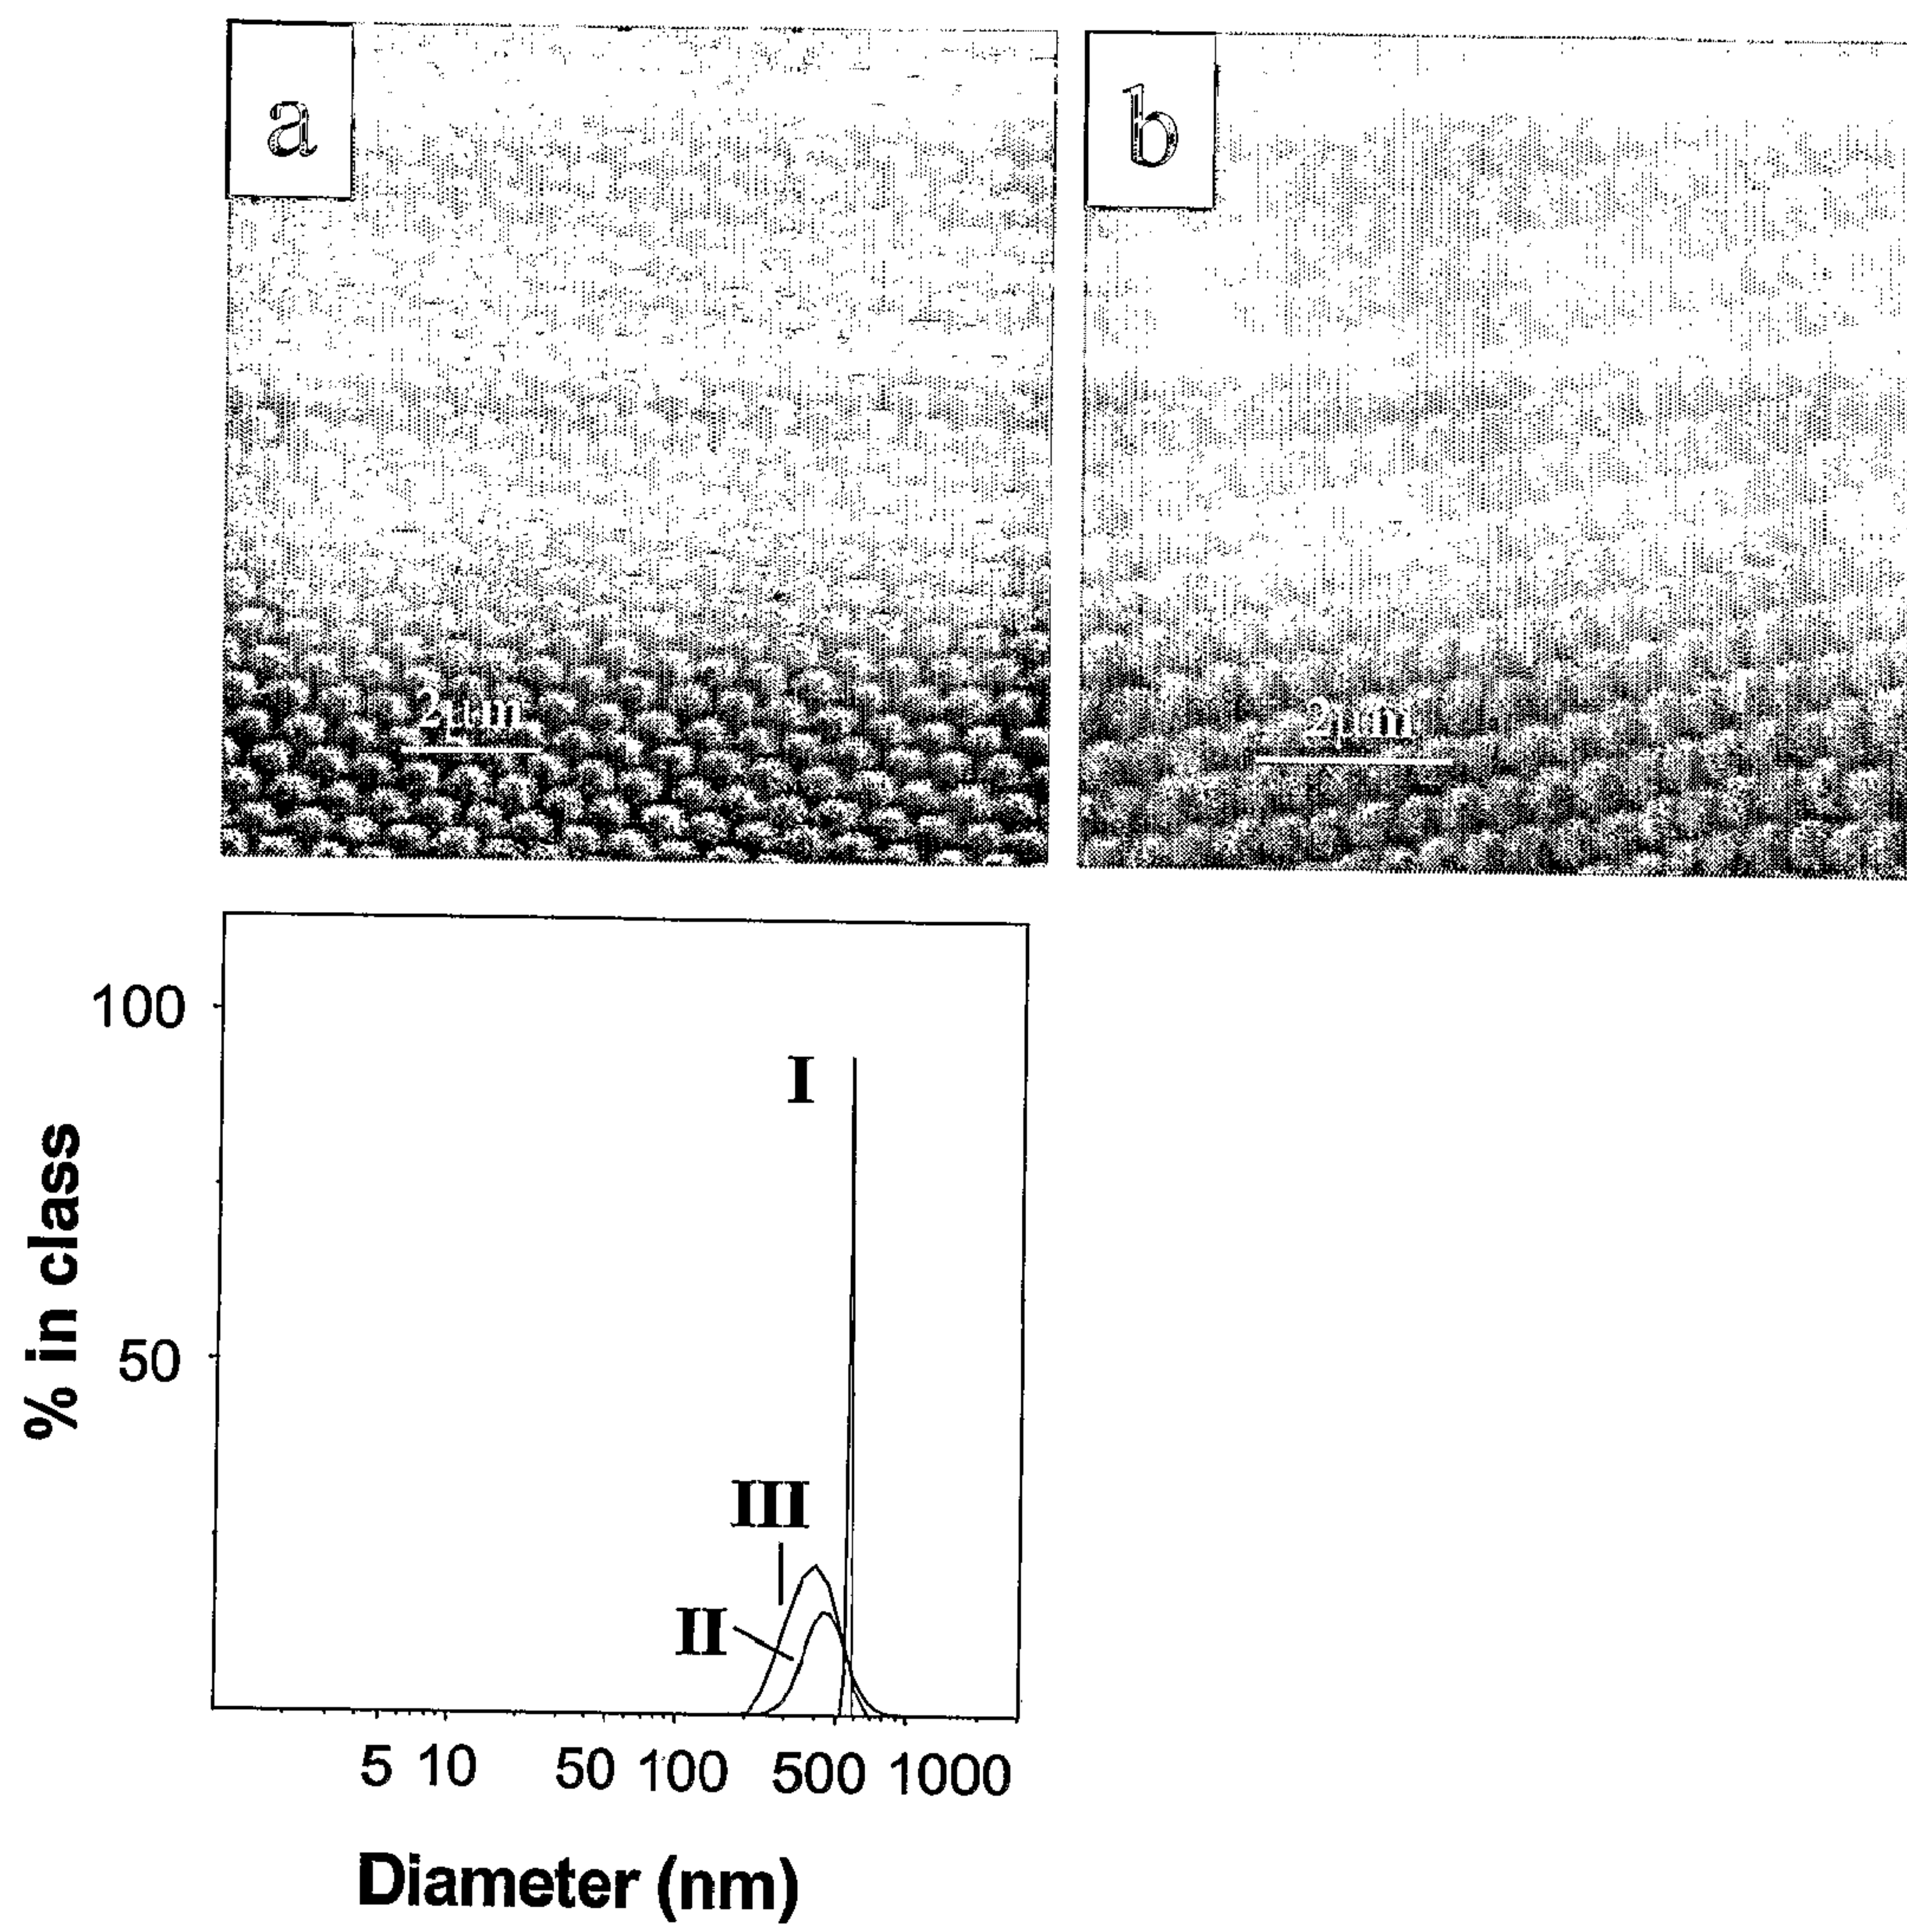 a
b
2μm
2μm
100
50
% in class
I
III
II
5 10 50 100 500 1000
Diameter (nm)